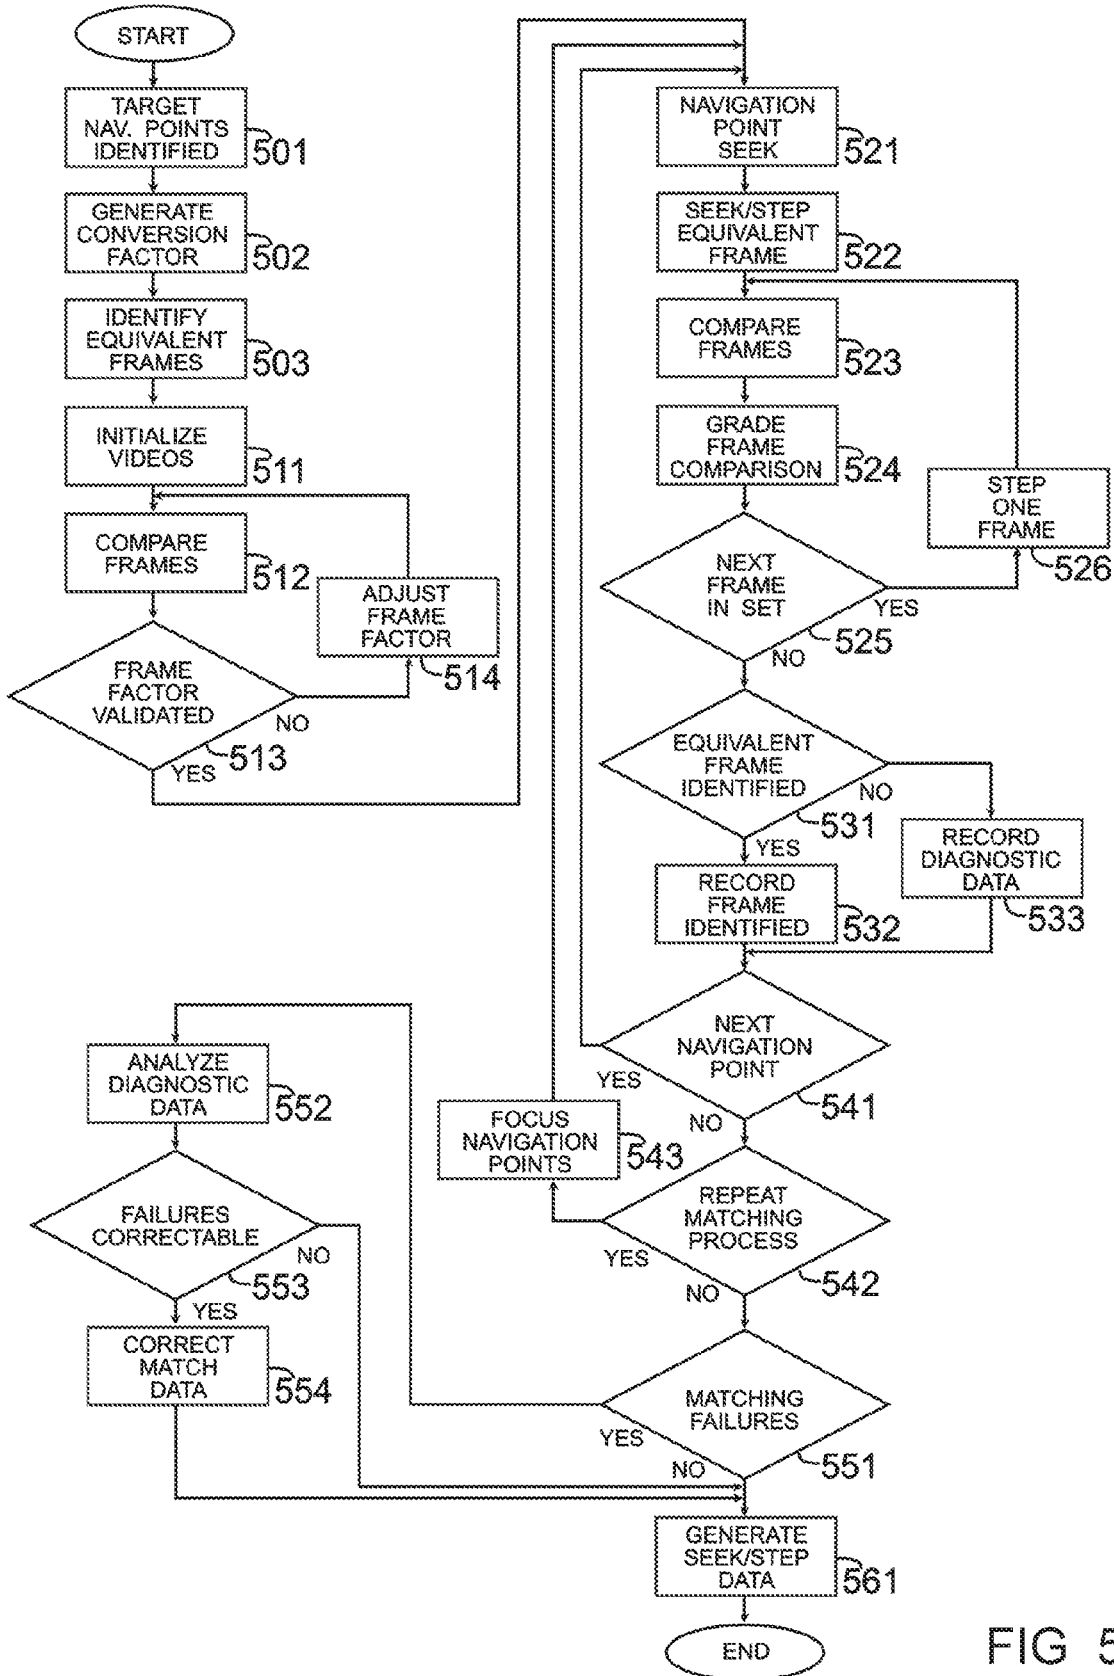 START
TARGET
NAV. POINTS
IDENTIFIED
501
GENERATE
CONVERSION
FACTOR
502
IDENTIFY
EQUIVALENT
FRAMES
503
INITIALIZE
VIDEOS
511
COMPARE
FRAMES
512
ADJUST
FRAME
FACTOR
514
FRAME
FACTOR
VALIDATED
NO
513
YES
NAVIGATION
POINT
SEEK
521
SEEK/STEP
EQUIVALENT
FRAME
522
COMPARE
FRAMES
523
GRADE
FRAME
COMPARISON
524
STEP
ONE
FRAME
526
NEXT
FRAME
IN SET
YES
525
NO
EQUIVALENT
FRAME
IDENTIFIED
NO
531
YES
RECORD
DIAGNOSTIC
DATA
533
RECORD
FRAME
IDENTIFIED
532
NEXT
NAVIGATION
POINT
YES
541
NO
FOCUS
NAVIGATION
POINTS
543
REPEAT
MATCHING
PROCESS
YES
542
NO
MATCHING
FAILURES
YES
551
NO
ANALYZE
DIAGNOSTIC
DATA
552
FAILURES
CORRECTABLE
NO
553
YES
CORRECT
MATCH
DATA
554
GENERATE
SEEK/STEP
DATA
561
END
FIG 5